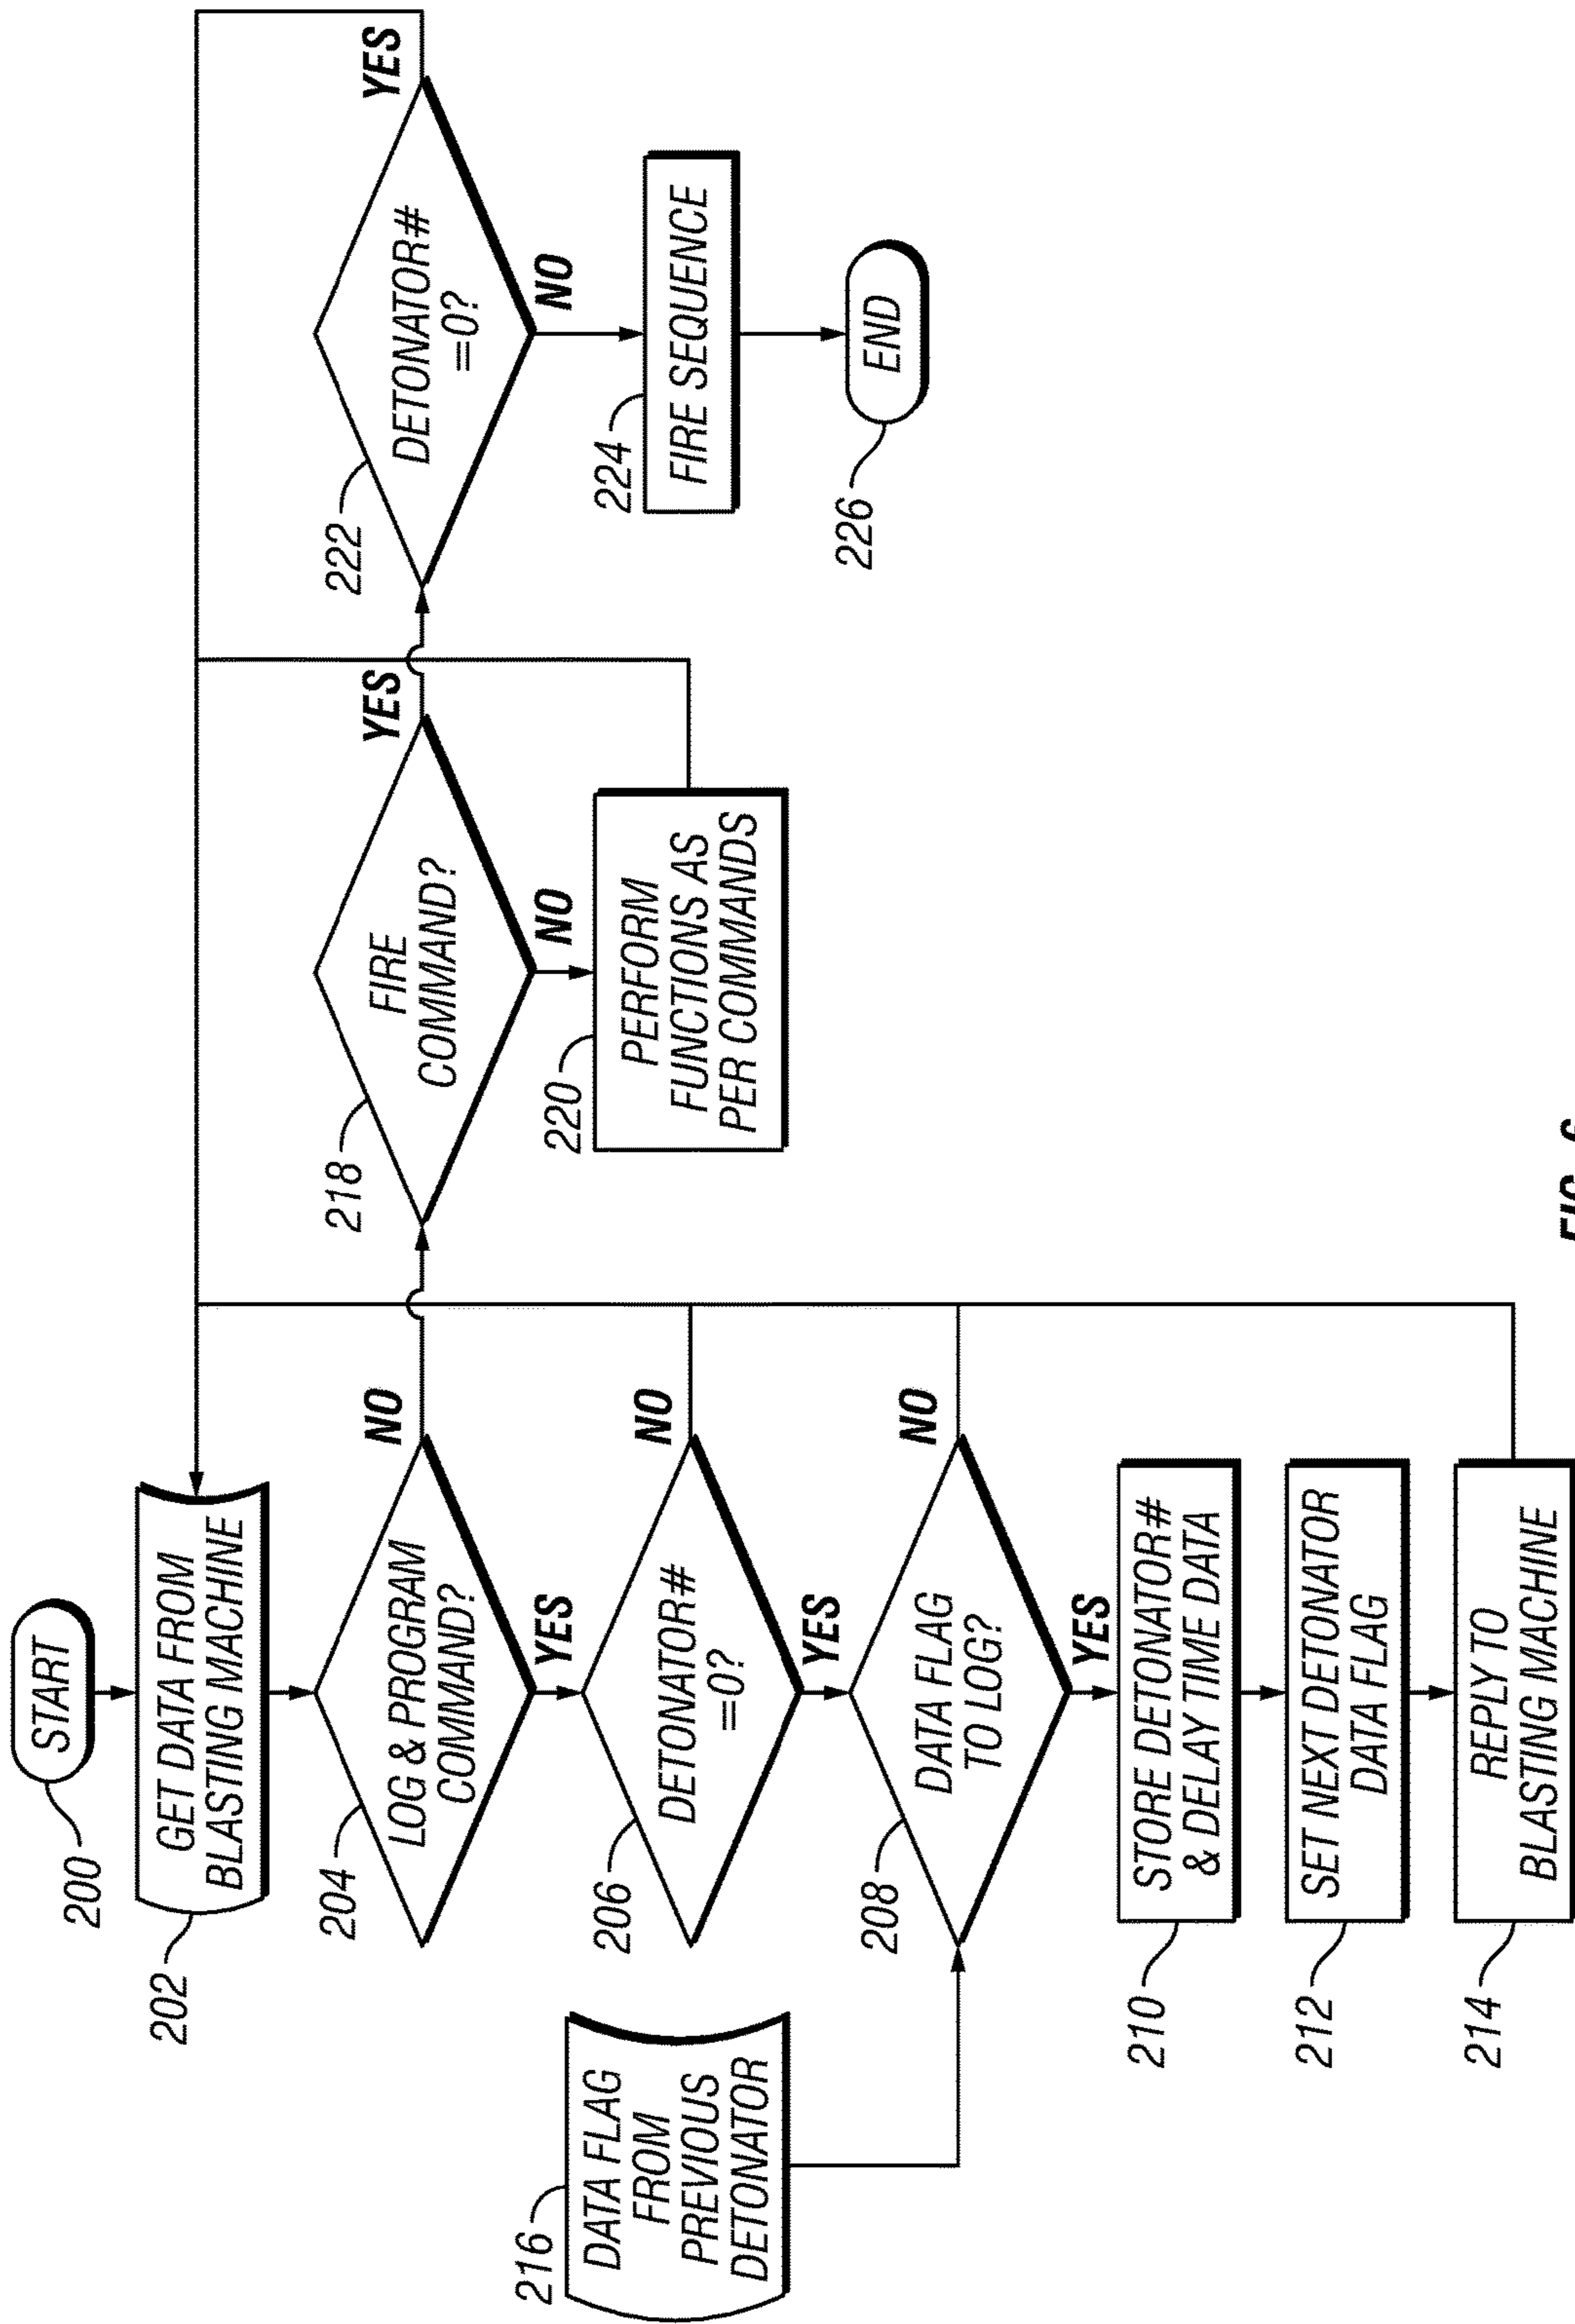 START
200
GET DATA FROM
BLASTING MACHINE
202
LOG & PROGRAM
COMMAND?
204
NO
YES
DETONATOR#
=0?
206
NO
YES
DATA FLAG
TO LOG?
208
NO
YES
DATA FLAG
FROM
PREVIOUS
DETONATOR
216
STORE DETONATOR#
& DELAY TIME DATA
210
SET NEXT DETONATOR
DATA FLAG
212
REPLY TO
BLASTING MACHINE
214
FIRE
COMMAND?
218
YES
NO
PERFORM
FUNCTIONS AS
PER COMMANDS
220
DETONATOR#
=0?
222
YES
NO
FIRE SEQUENCE
224
END
226
FIG. 6